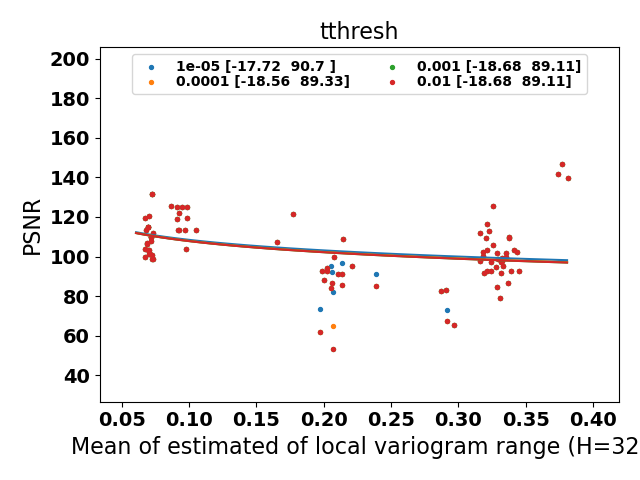 tthresh
1e-05 [-17.72  90.7 ]
0.0001 [-18.56  89.33]
0.001 [-18.68  89.11]
0.01 [-18.68  89.11]
PSNR
200
180
160
140
120
100
80
60
40
0.05 0.10 0.15 0.20 0.25 0.30 0.35 0.40
Mean of estimated of local variogram range (H=32